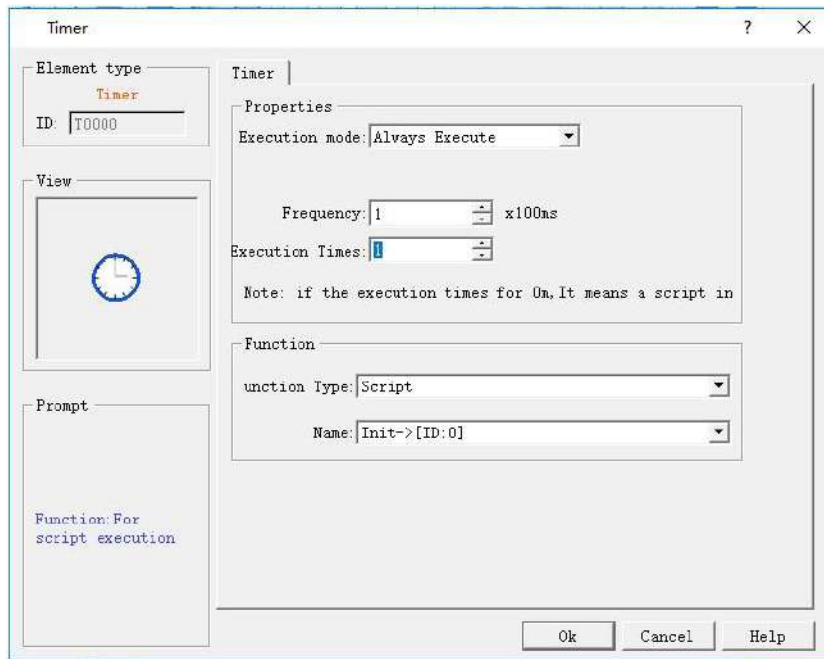 Timer
?
Element type
Timer
ID: T0000
View
Prompt
Function:For
script execution
Timer
Properties
Execution mode: Always Execute
Frequency: 1 x100ms
Execution Times: 1
Note: if the execution times for 0m,It means a script in
Function
unction Type: Script
Name: Init->[ID:0]
Ok Cancel Help